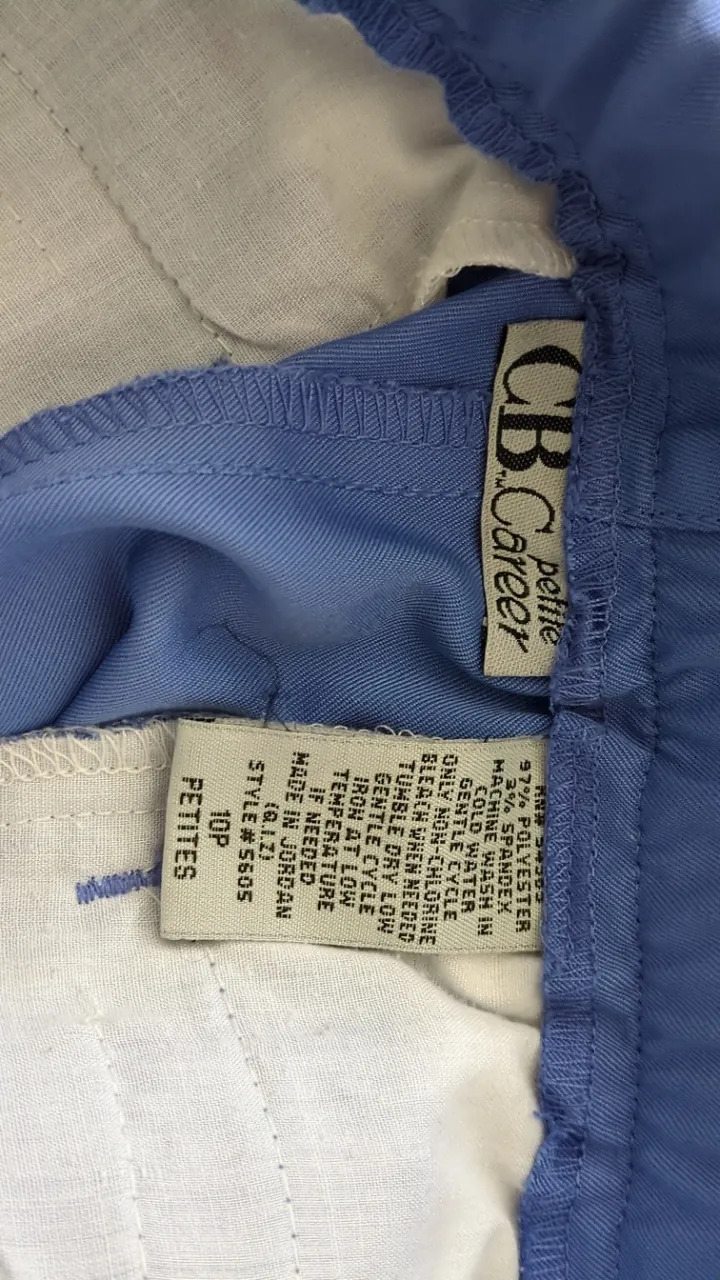 CB™
petite
Career
97% POLYESTER
3% SPANDEX
MACHINE WASH IN
COLD WATER
GENTLE CYCLE
ONLY NON-CHLORINE
BLEACH WHEN NEEDED
TUMBLE DRY LOW
GENTLE CYCLE
IRON AT LOW
TEMPERATURE
IF NEEDED
MADE IN JORDAN
(Q.I.Z)
STYLE#5605
10P
PETITES